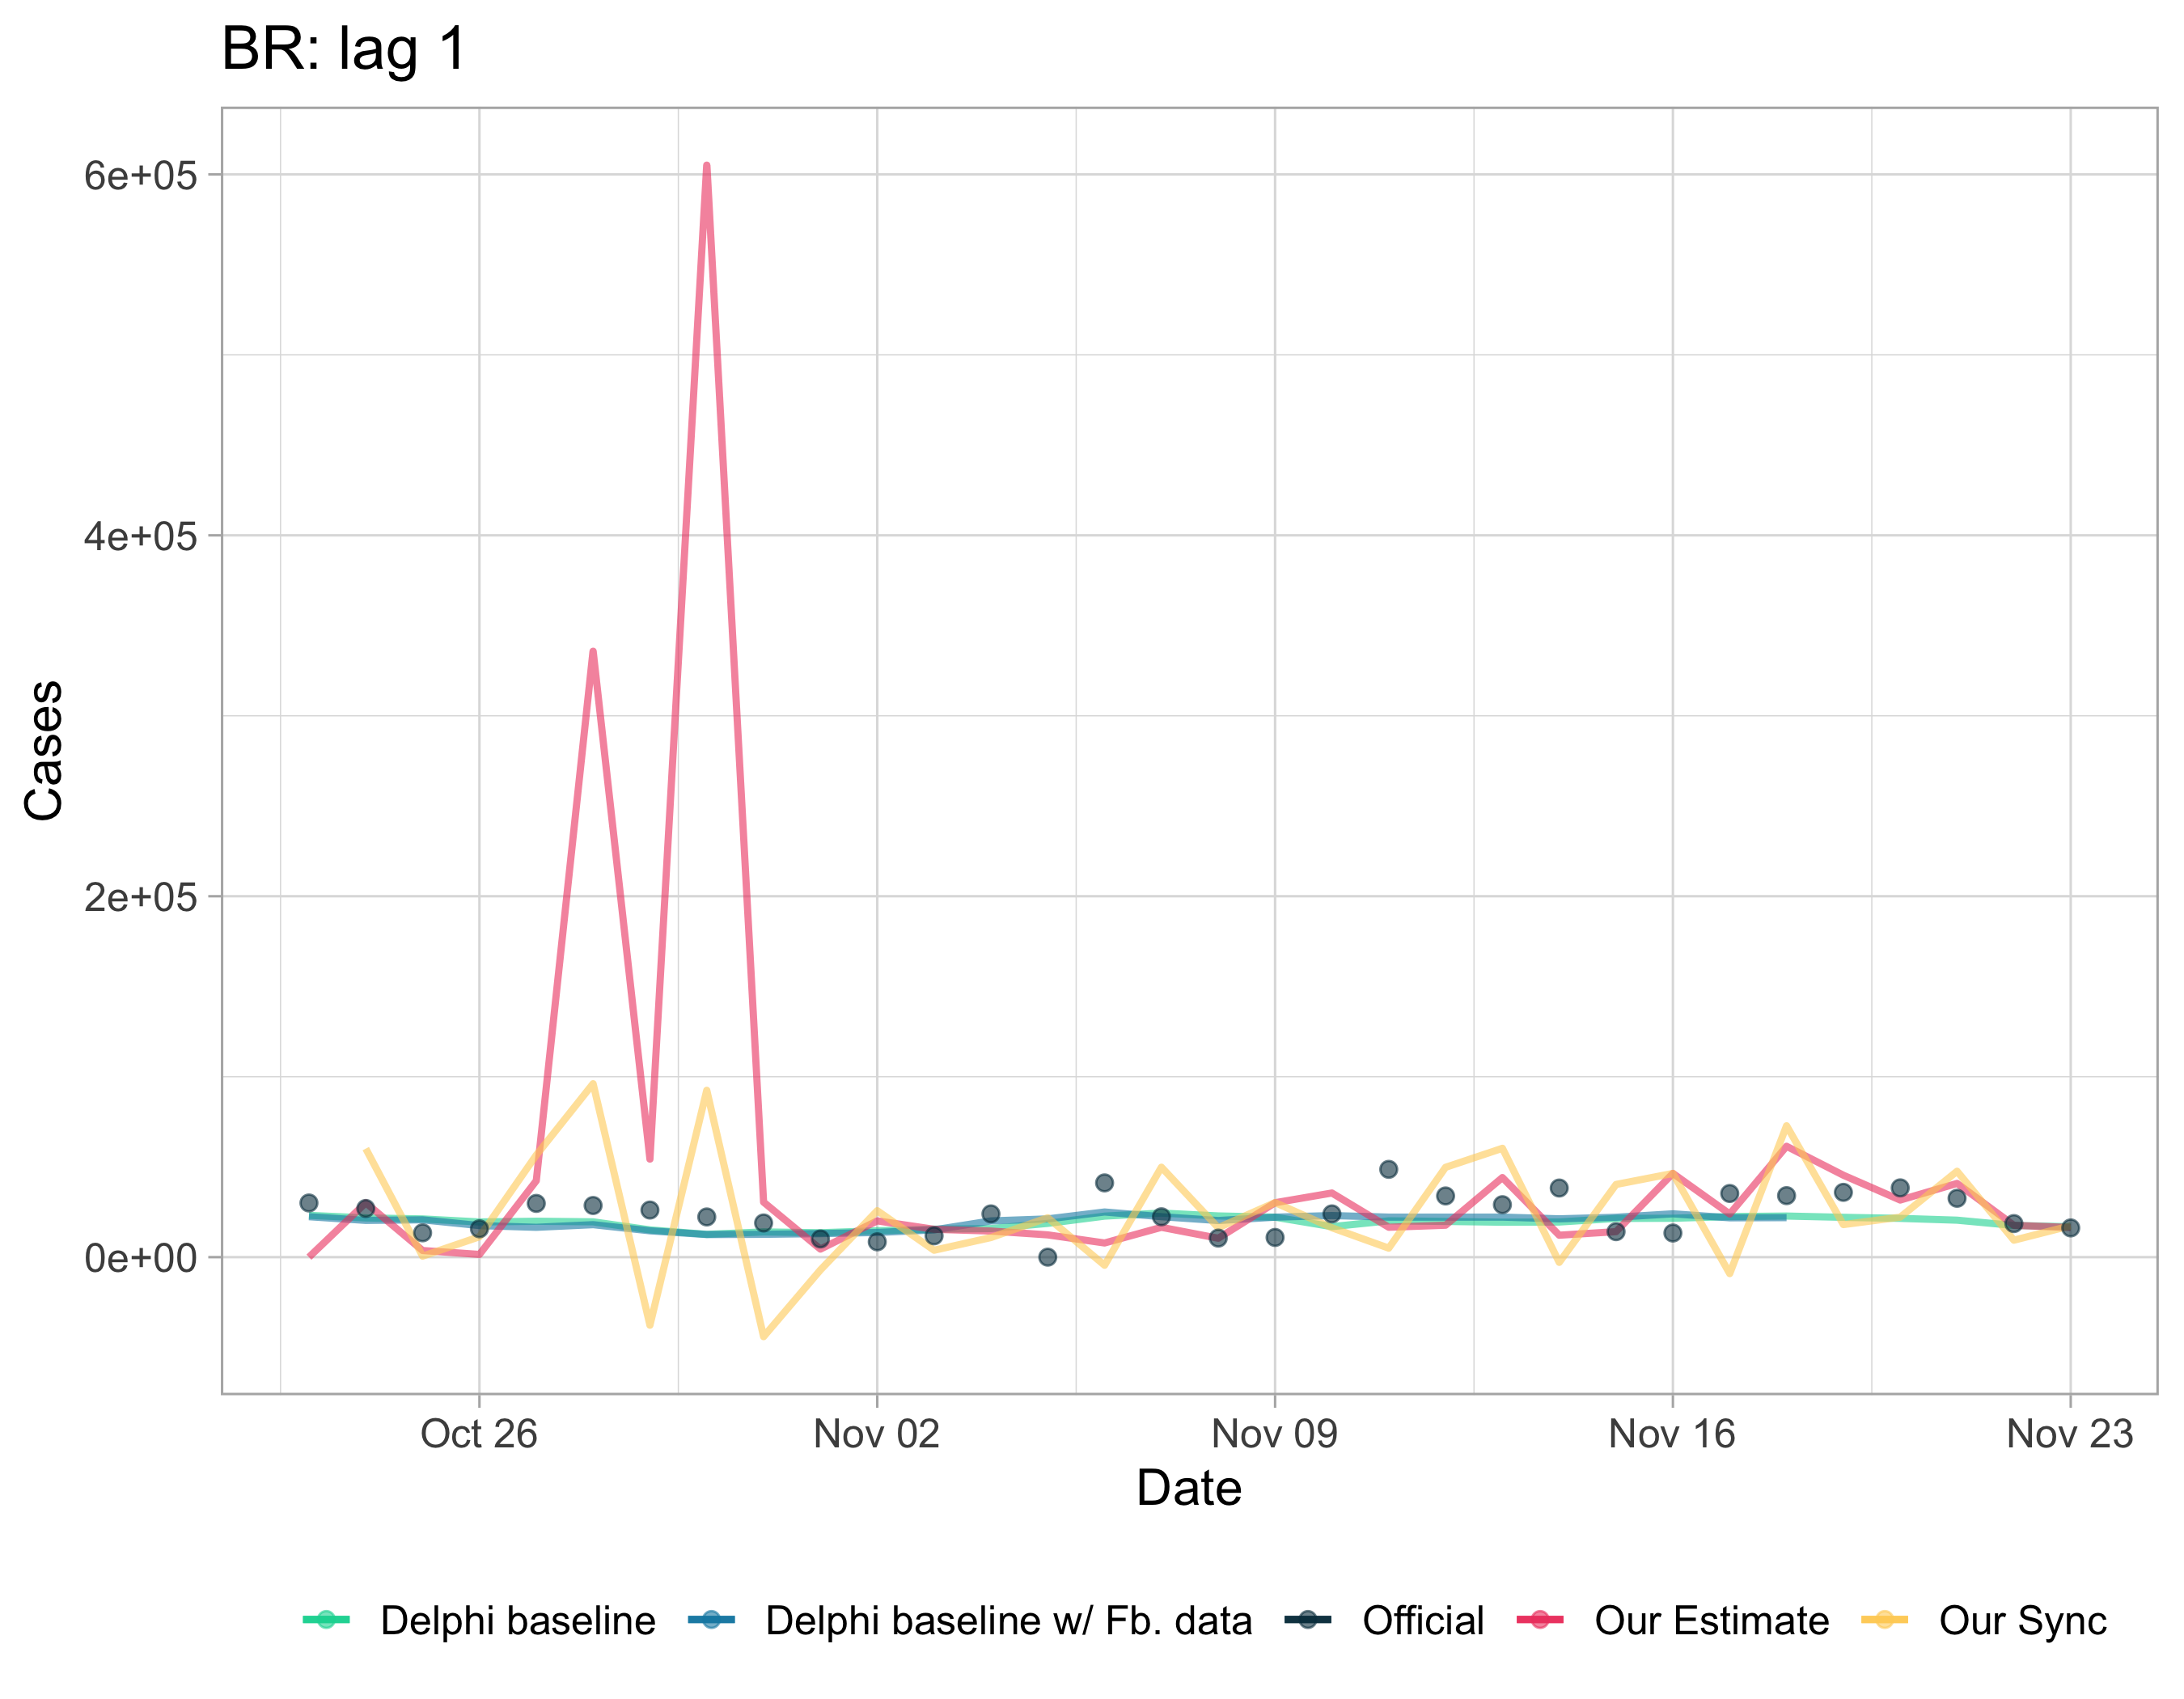 BR: lag 1
6e+05
4e+05
2e+05
0e+00
Cases
Oct 26 Nov 02 Nov 09 Nov 16 Nov 23
Date
Delphi baseline Delphi baseline w/ Fb. data Official Our Estimate Our Sync